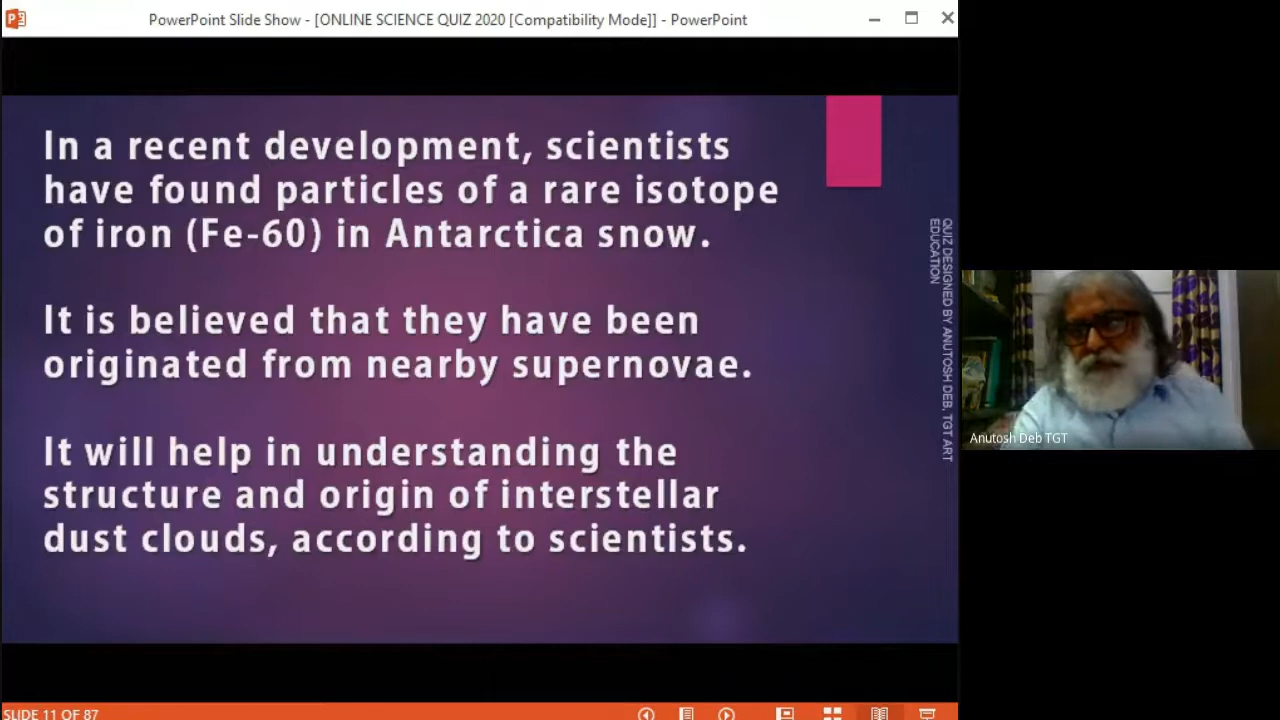 PowerPoint Slide Show - [ONLINE SCIENCE QUIZ 2020 [Compatibility Mode]] - PowerPoint
In a recent development, scientists
have found particles of a rare isotope
of iron (Fe-60) in Antarctica snow.
It is believed that they have been
originated from nearby supernovae.
It will help in understanding the
structure and origin of interstellar
dust clouds, according to scientists.
QUIZ DESIGNED BY ANUTOSH DEB, TGT ART
EDUCATION
Anutosh Deb TGT
SLIDE 11 OF 87